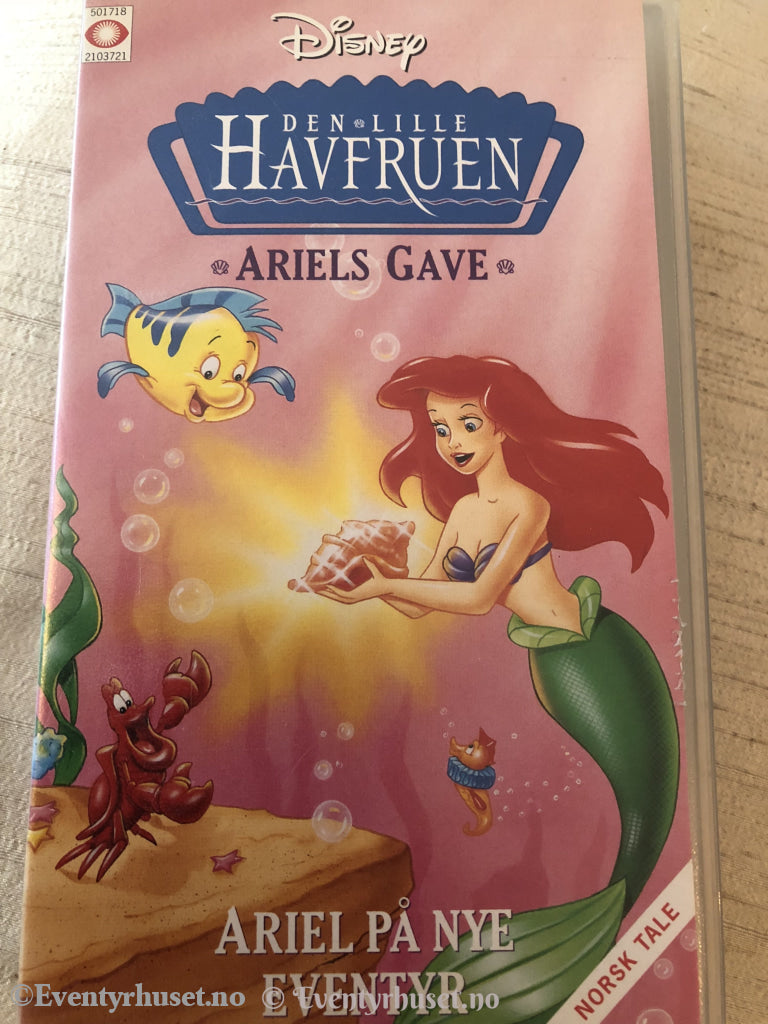 501718
2103721
Disney
DEN LILLE
HAVFRUEN
ARIELS GAVE
ARIEL PÅ NYE
EVENTYR
NORSK TALE
©Eventyrhuset.no © Eventyrhuset.no